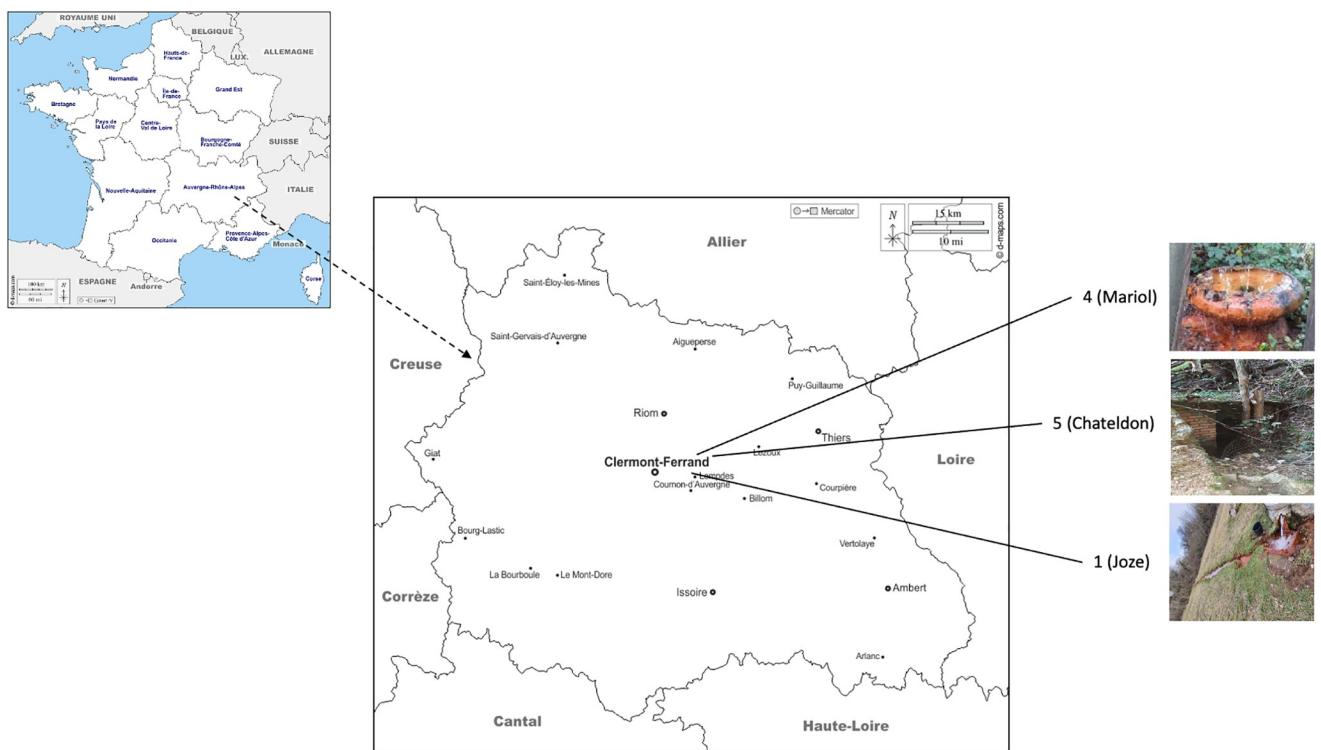 ROYAUME UNI
BELGIQUE
LUX.
ALLEMAGNE
Hauts-de-
France
Normandie
Île-de-
France
Grand Est
Bretagne
Pays de
la Loire
Centre-
Val de Loire
Bourgogne-
Franche-Comté
SUISSE
Nouvelle-Aquitaine
Auvergne-Rhône-Alpes
ITALIE
Occitanie
Provence-Alpes-
Côte d'Azur
Monaco
Corse
ESPAGNE
Andorre
100 km
60 mi
Mercator
N
15 km
10 mi
© d-maps.com
Allier
Saint-Éloy-les-Mines
Saint-Gervais-d'Auvergne
Aigueperse
Creuse
Puy-Guillaume
Riom
Thiers
Giat
Lezoux
Clermont-Ferrand
Lempdes
Cournon-d'Auvergne
Courpière
Billom
Loire
Bourg-Lastic
Vertolaye
La Bourboule
Le Mont-Dore
Issoire
Ambert
Corrèze
Arlanc
Cantal
Haute-Loire
4 (Mariol)
5 (Chateldon)
1 (Joze)